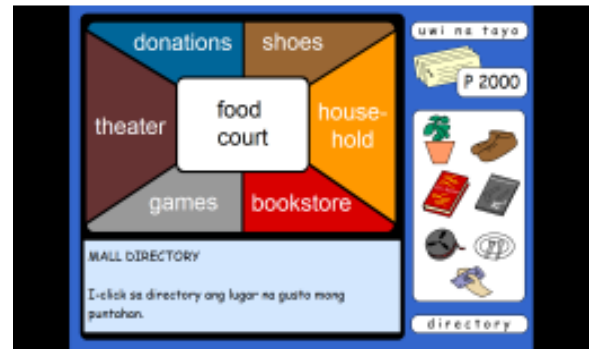 donations
shoes
uwi na tayo
P 2000
theater
food
court
house-
hold
games
bookstore
MALL DIRECTORY
I-click sa directory ang lugar na gusto mong
puntahan.
directory